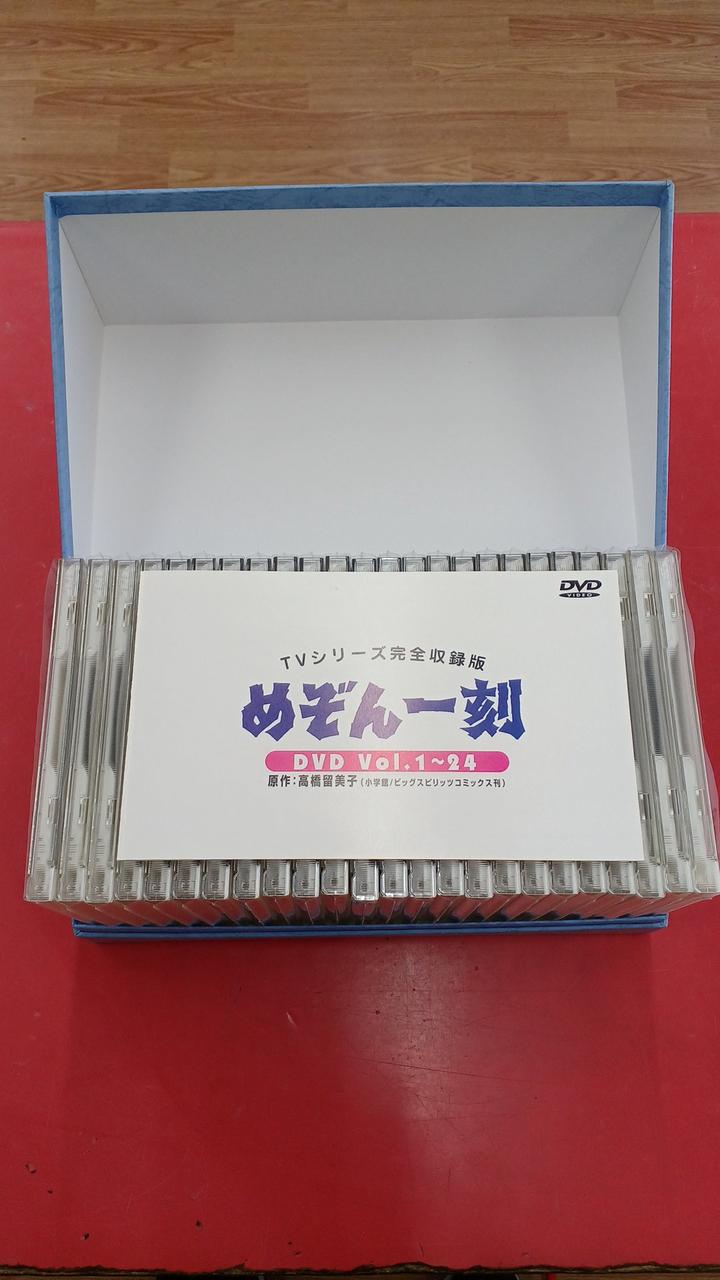 DVD
VIDEO
TVシリーズ完全収録版
めぞん一刻
DVD Vol.1~24
原作:高橋留美子(小学館/ビッグスピリッツコミックス刊)